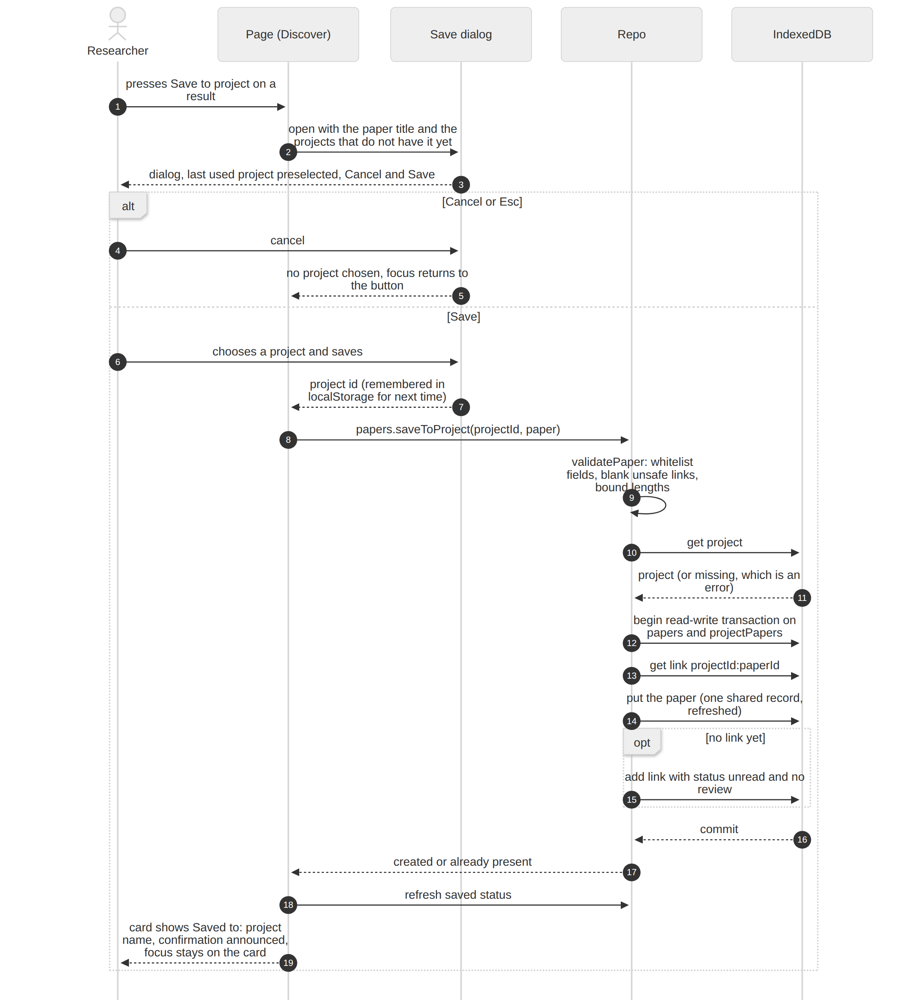 Researcher
Page (Discover)
Save dialog
Repo
IndexedDB
presses Save to project on a
result
1
open with the paper title and the
projects that do not have it yet
2
dialog, last used project preselected, Cancel and Save
3
alt
[Cancel or Esc]
cancel
4
no project chosen, focus returns to
the button
5
[Save]
chooses a project and saves
6
project id (remembered in
localStorage for next time)
7
papers.saveToProject(projectId, paper)
8
validatePaper: whitelist
fields, blank unsafe links,
bound lengths
9
get project
10
project (or missing, which is an
error)
11
begin read-write transaction on
papers and projectPapers
12
get link projectId:paperId
13
put the paper (one shared record,
refreshed)
14
opt
[no link yet]
add link with status unread and no
review
15
commit
16
created or already present
17
refresh saved status
18
card shows Saved to: project
name, confirmation announced,
focus stays on the card
19